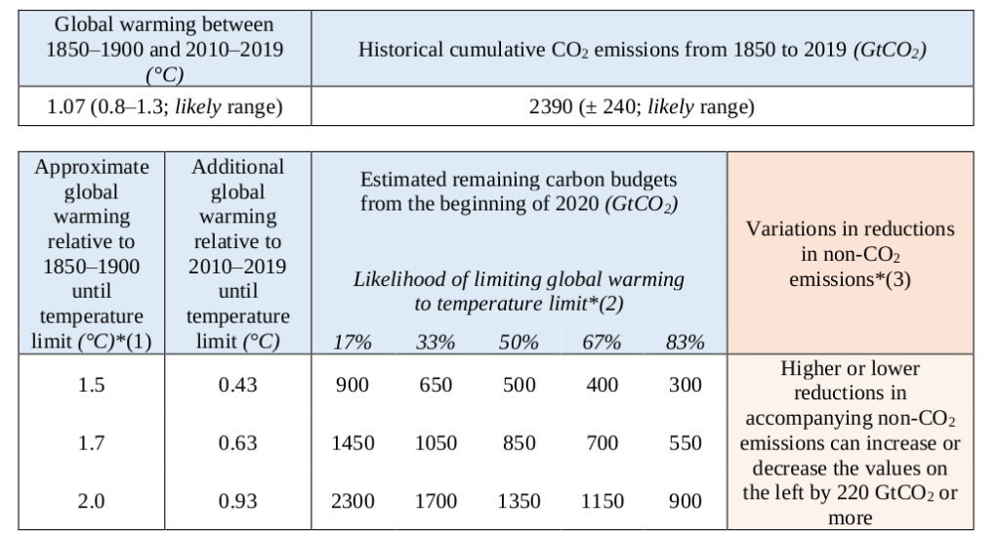 Global warming between
1850–1900 and 2010–2019
(°C)
Historical cumulative CO₂ emissions from 1850 to 2019 (GtCO₂)
1.07 (0.8–1.3; likely range)
2390 (± 240; likely range)
Approximate
global
warming
relative to
1850–1900
until
temperature
limit (°C)*(1)
Additional
global
warming
relative to
2010–2019
until
temperature
limit (°C)
Estimated remaining carbon budgets
from the beginning of 2020 (GtCO₂)
Likelihood of limiting global warming
to temperature limit*(2)
17% 33% 50% 67% 83%
Variations in reductions
in non-CO₂
emissions*(3)
1.5 0.43 900 650 500 400 300
1.7 0.63 1450 1050 850 700 550
2.0 0.93 2300 1700 1350 1150 900
Higher or lower
reductions in
accompanying non-CO₂
emissions can increase or
decrease the values on
the left by 220 GtCO₂ or
more